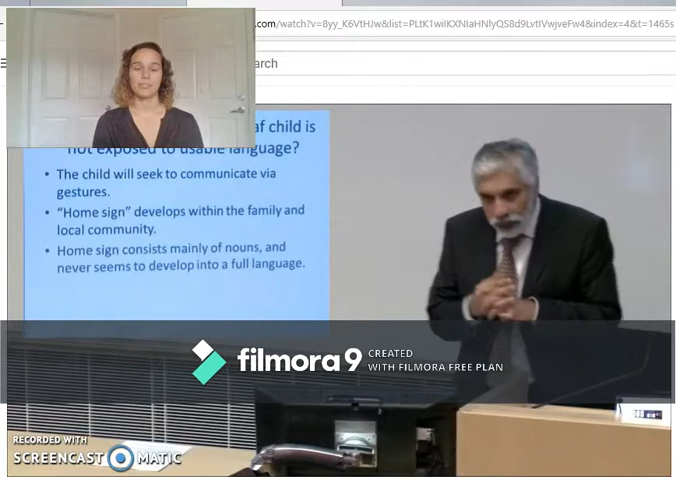 .com/watch?v=8yy_K6VtHJw&list=PLtK1wiIKXNIaHNlyQS8d9LvtIVwjveFw4&index=4&t=1465s
arch
af child is
not exposed to usable language?
• The child will seek to communicate via
gestures.
• “Home sign” develops within the family and
local community.
• Home sign consists mainly of nouns, and
never seems to develop into a full language.
filmora9 CREATED
WITH FILMORA FREE PLAN
RECORDED WITH
SCREENCAST MATIC